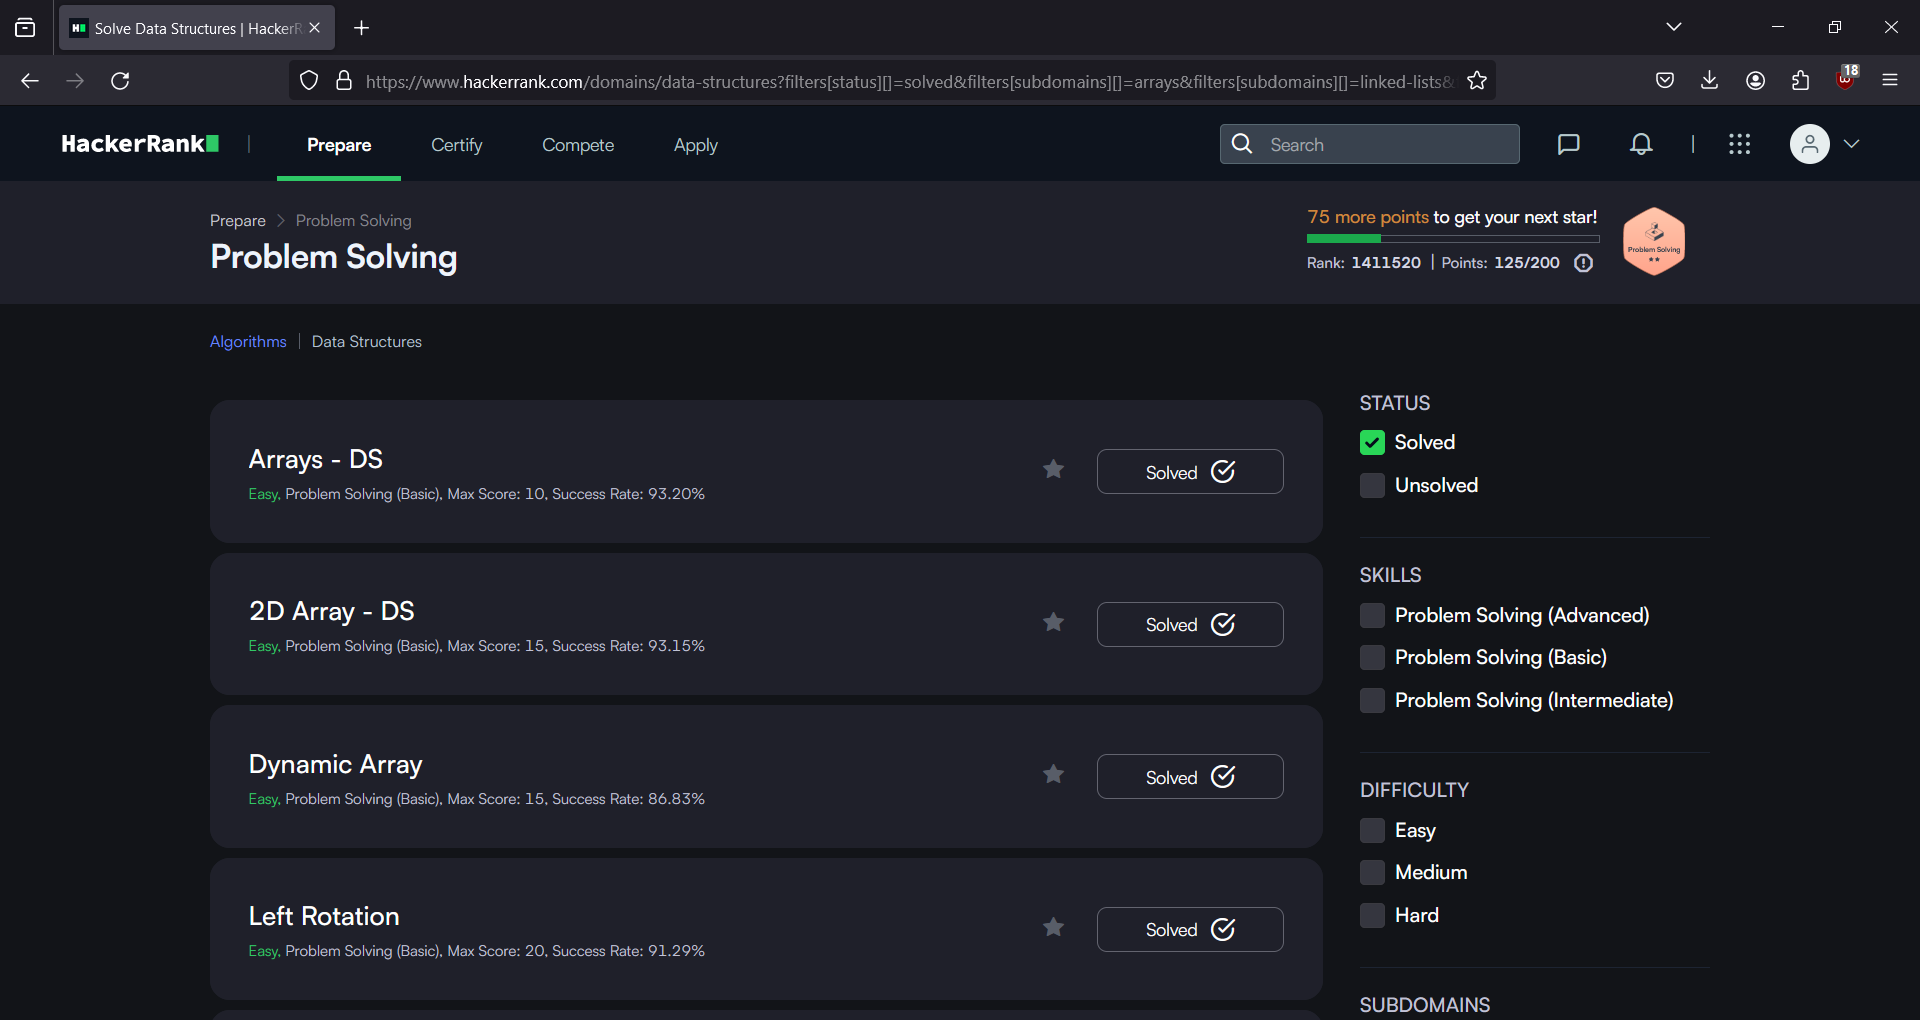 Solve Data Structures | HackerR
https://www.hackerrank.com/domains/data-structures?filters[status][]=solved&filters[subdomains][]=arrays&filters[subdomains][]=linked-lists&
18
HackerRank
Prepare
Certify
Compete
Apply
Search
Prepare > Problem Solving
Problem Solving
75 more points to get your next star!
Rank: 1411520 | Points: 125/200
Problem Solving
Algorithms | Data Structures
Arrays - DS
Easy, Problem Solving (Basic), Max Score: 10, Success Rate: 93.20%
Solved
2D Array - DS
Easy, Problem Solving (Basic), Max Score: 15, Success Rate: 93.15%
Solved
Dynamic Array
Easy, Problem Solving (Basic), Max Score: 15, Success Rate: 86.83%
Solved
Left Rotation
Easy, Problem Solving (Basic), Max Score: 20, Success Rate: 91.29%
Solved
STATUS
Solved
Unsolved
SKILLS
Problem Solving (Advanced)
Problem Solving (Basic)
Problem Solving (Intermediate)
DIFFICULTY
Easy
Medium
Hard
SUBDOMAINS